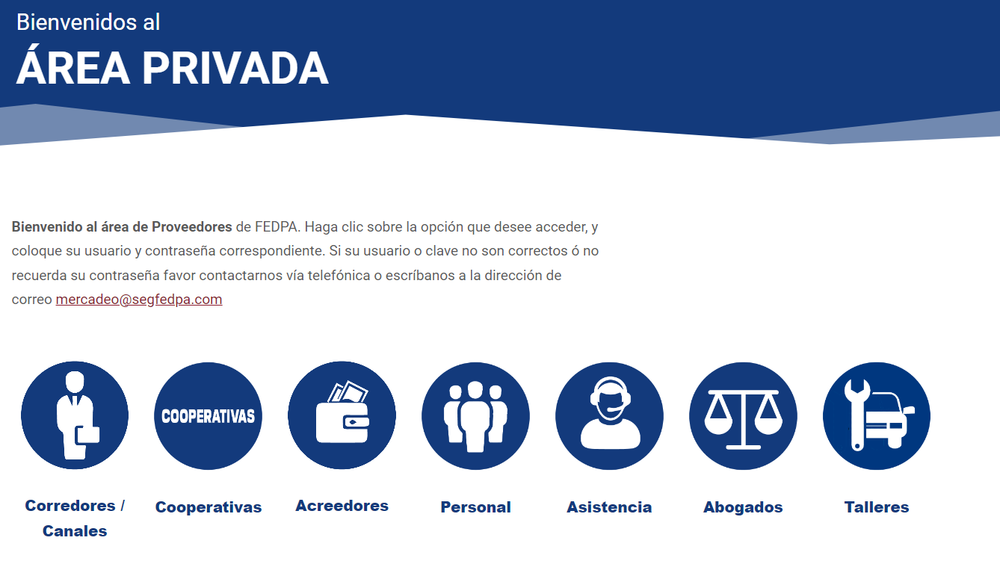 Bienvenidos al
ÁREA PRIVADA
Bienvenido al área de Proveedores de FEDPA. Haga clic sobre la opción que desee acceder, y
coloque su usuario y contraseña correspondiente. Si su usuario o clave no son correctos ó no
recuerda su contraseña favor contactarnos vía telefónica o escríbanos a la dirección de
correo mercadeo@segfedpa.com
COOPERATIVAS
Corredores /
Canales
Cooperativas
Acreedores
Personal
Asistencia
Abogados
Talleres